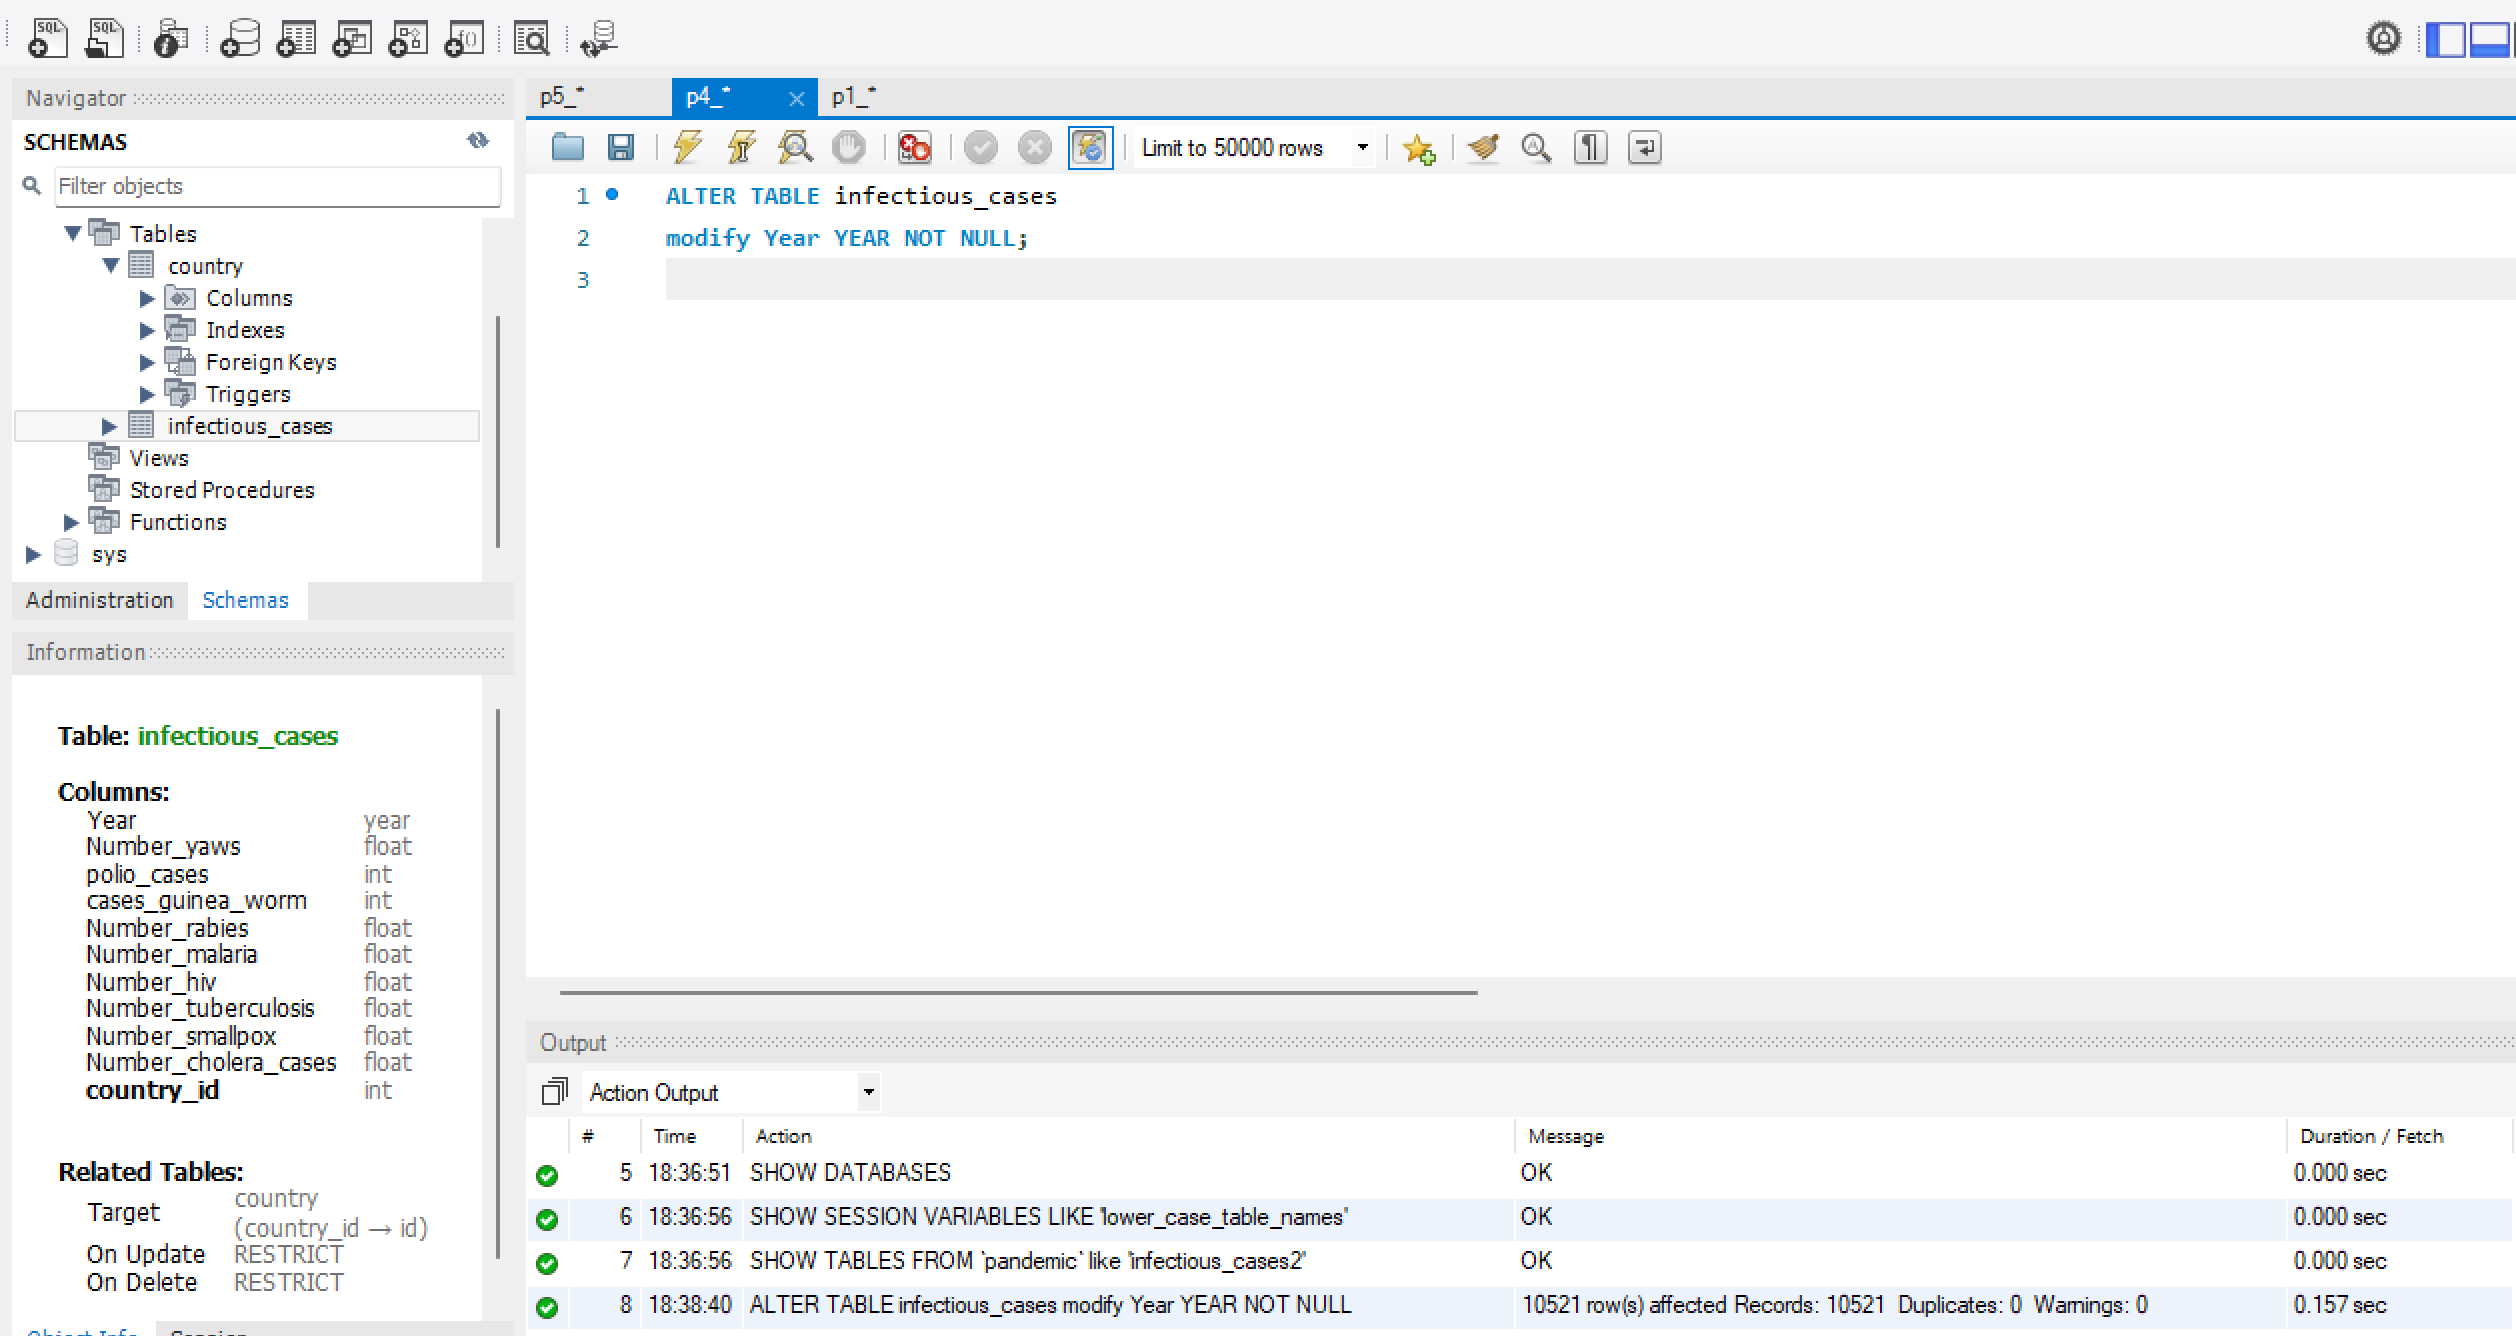 SQL SQL f()
Navigator
SCHEMAS
Filter objects
Tables
country
Columns
Indexes
Foreign Keys
Triggers
infectious_cases
Views
Stored Procedures
Functions
sys
Administration Schemas
Information
Table: infectious_cases
Columns:
Year year
Number_yaws float
polio_cases int
cases_guinea_worm int
Number_rabies float
Number_malaria float
Number_hiv float
Number_tuberculosis float
Number_smallpox float
Number_cholera_cases float
country_id int
Related Tables:
Target country
(country_id → id)
On Update RESTRICT
On Delete RESTRICT
Object Info Session
p5_* p4_* p1_*
Limit to 50000 rows
1 ALTER TABLE infectious_cases
2 modify Year YEAR NOT NULL;
3
Output
Action Output
# Time Action Message Duration / Fetch
5 18:36:51 SHOW DATABASES OK 0.000 sec
6 18:36:56 SHOW SESSION VARIABLES LIKE 'lower_case_table_names' OK 0.000 sec
7 18:36:56 SHOW TABLES FROM `pandemic` like 'infectious_cases2' OK 0.000 sec
8 18:38:40 ALTER TABLE infectious_cases modify Year YEAR NOT NULL 10521 row(s) affected Records: 10521 Duplicates: 0 Warnings: 0 0.157 sec